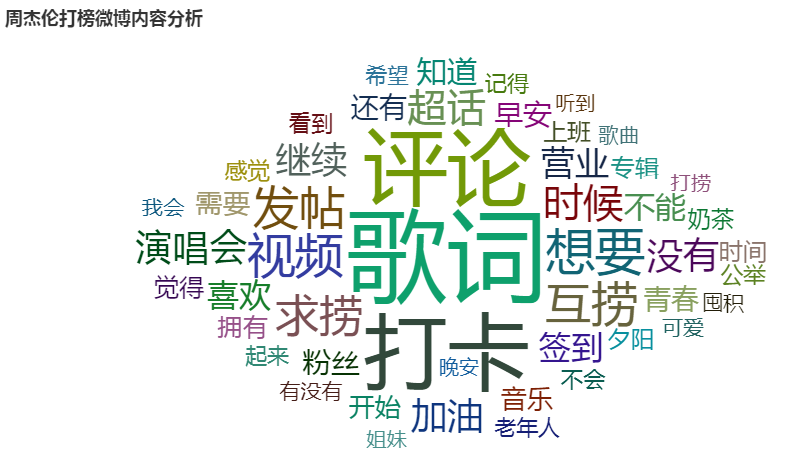 周杰伦打榜微博内容分析
希望
知道
记得
还有
超话
早安
听到
看到
上班
歌曲
继续
评论
营业
专辑
感觉
打捞
我会
需要
发帖
时候
不能
奶茶
演唱会
视频
歌词
想要
没有
时间
公举
觉得
喜欢
求捞
互捞
青春
囤积
拥有
打卡
签到
夕阳
可爱
起来
粉丝
晚安
不会
有没有
开始
加油
音乐
老年人
姐妹